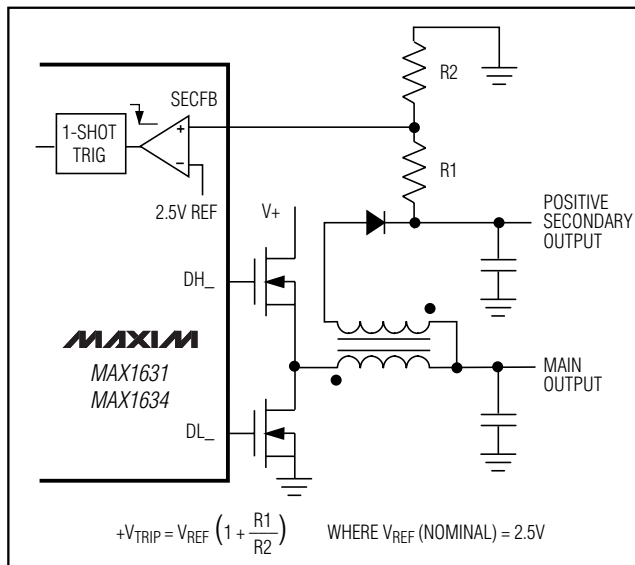 R2
SECFB
1-SHOT
TRIG
+
−
R1
2.5V REF
V+
POSITIVE
SECONDARY
OUTPUT
DH_
MAXIM
MAX1631
MAX1634
MAIN
OUTPUT
DL_
+VTRIP = VREF (1 + R1/R2) WHERE VREF (NOMINAL) = 2.5V